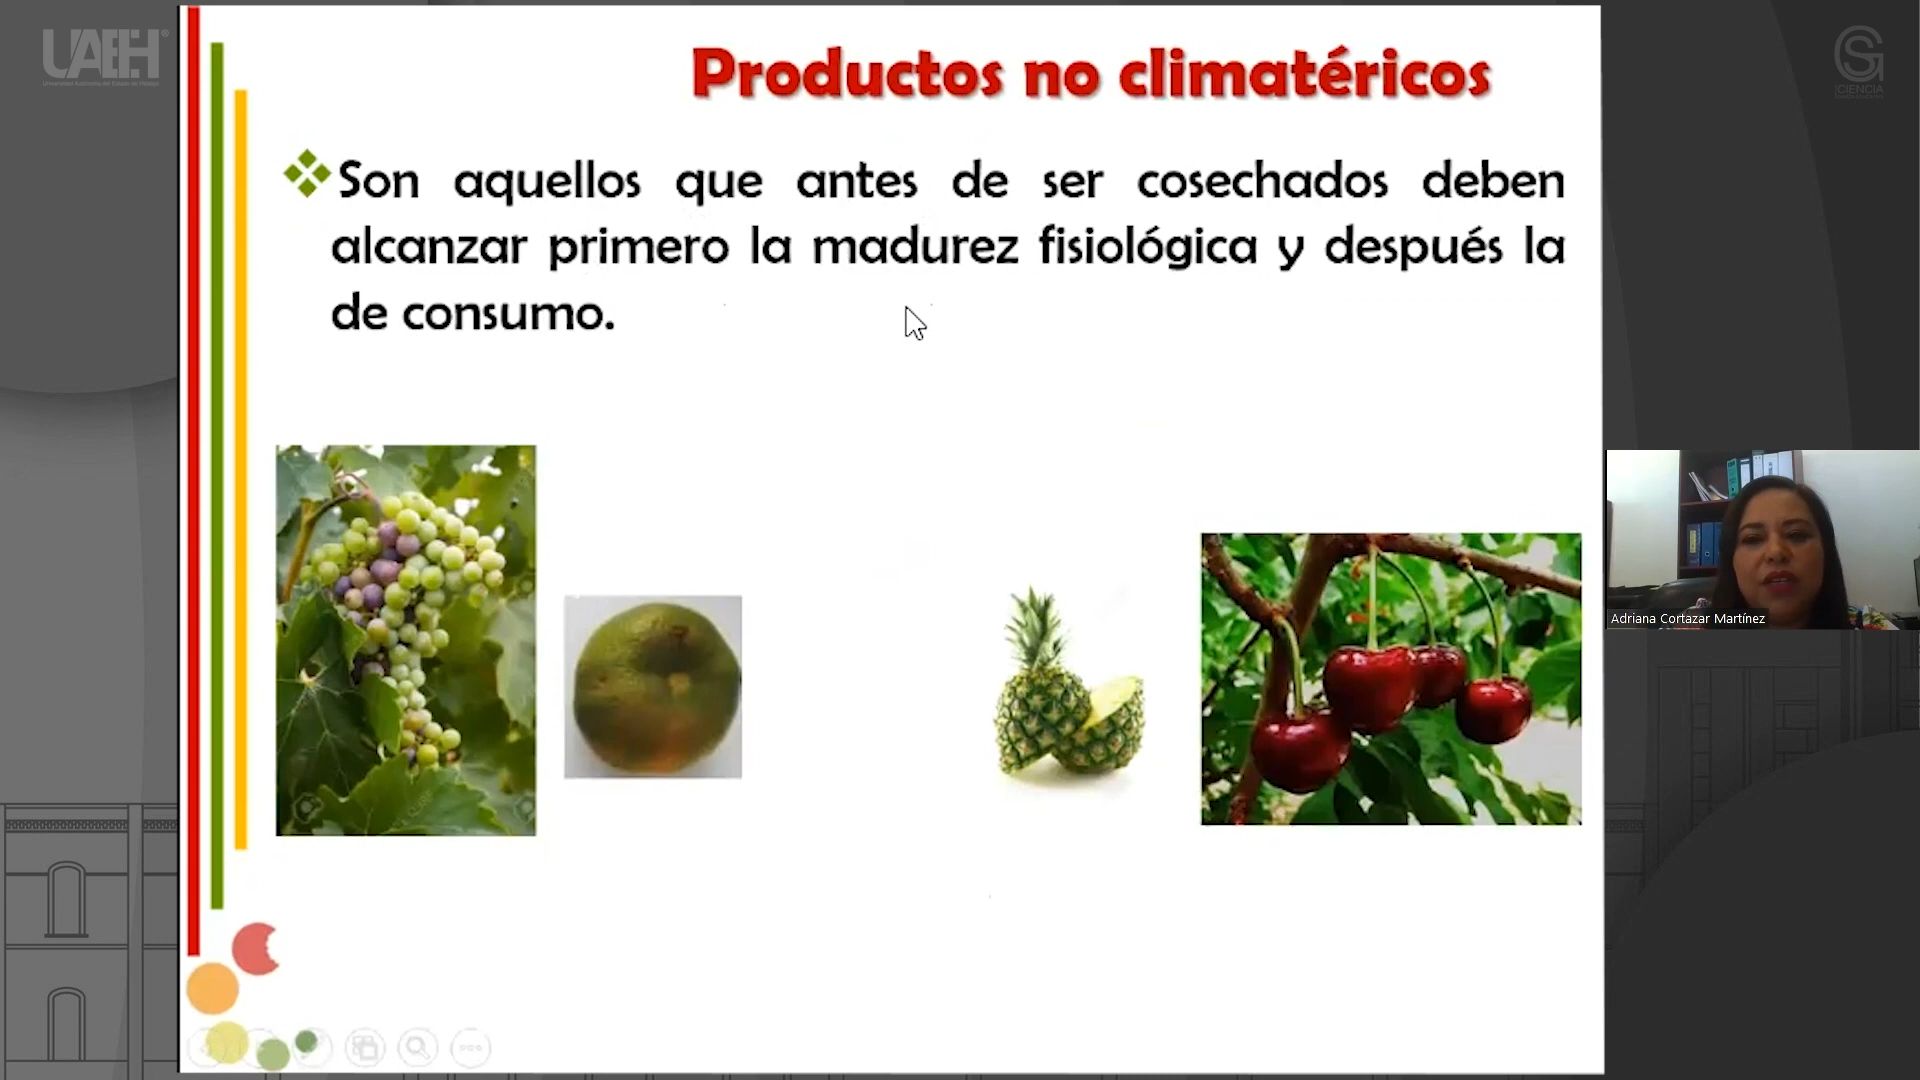 UAEH
Productos no climatéricos
Son aquellos que antes de ser cosechados deben
alcanzar primero la madurez fisiológica y después la
de consumo.
CIENCIA
Adriana Cortazar Martínez